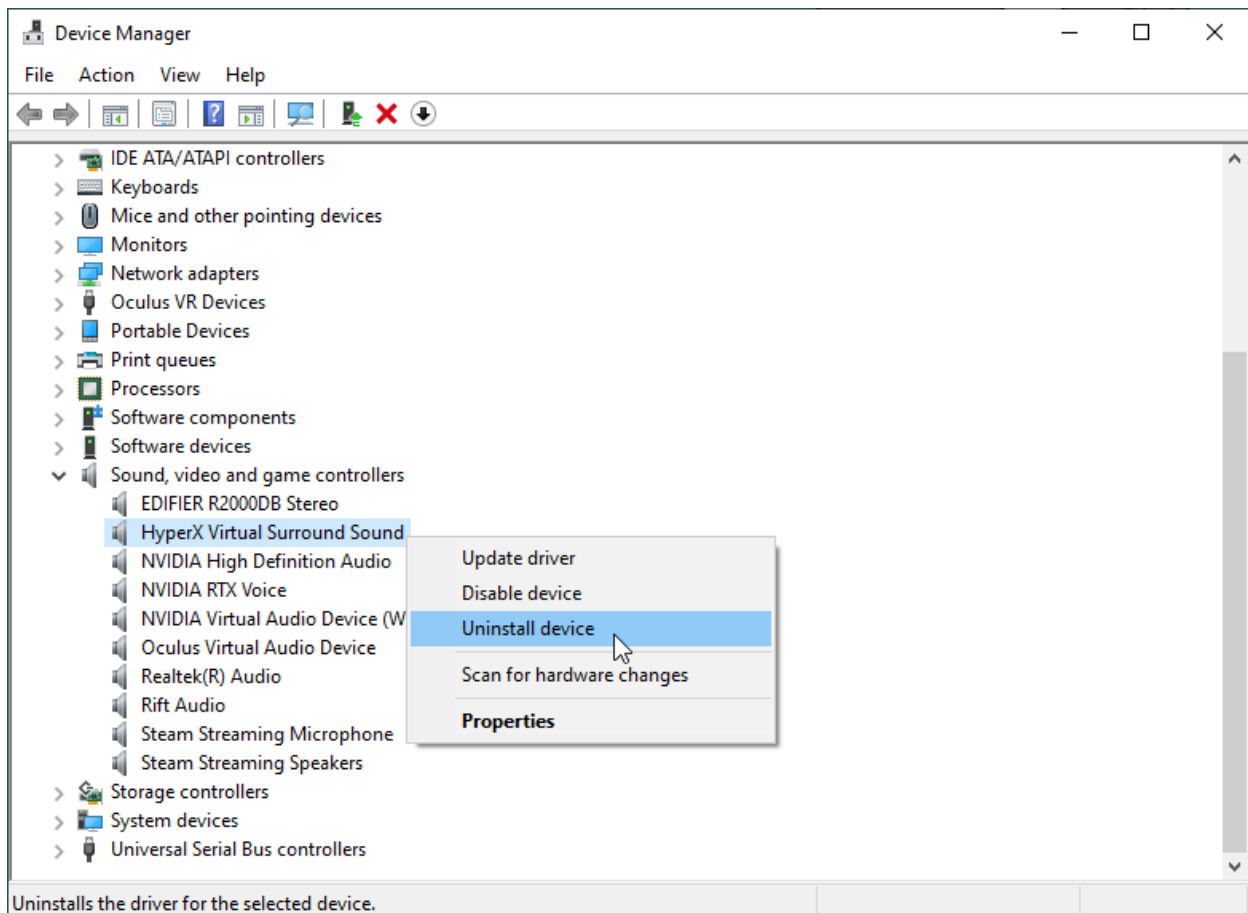 Device Manager
File Action View Help
IDE ATA/ATAPI controllers
Keyboards
Mice and other pointing devices
Monitors
Network adapters
Oculus VR Devices
Portable Devices
Print queues
Processors
Software components
Software devices
Sound, video and game controllers
EDIFIER R2000DB Stereo
HyperX Virtual Surround Sound
NVIDIA High Definition Audio
NVIDIA RTX Voice
NVIDIA Virtual Audio Device (W
Oculus Virtual Audio Device
Realtek(R) Audio
Rift Audio
Steam Streaming Microphone
Steam Streaming Speakers
Update driver
Disable device
Uninstall device
Scan for hardware changes
Properties
Storage controllers
System devices
Universal Serial Bus controllers
Uninstalls the driver for the selected device.